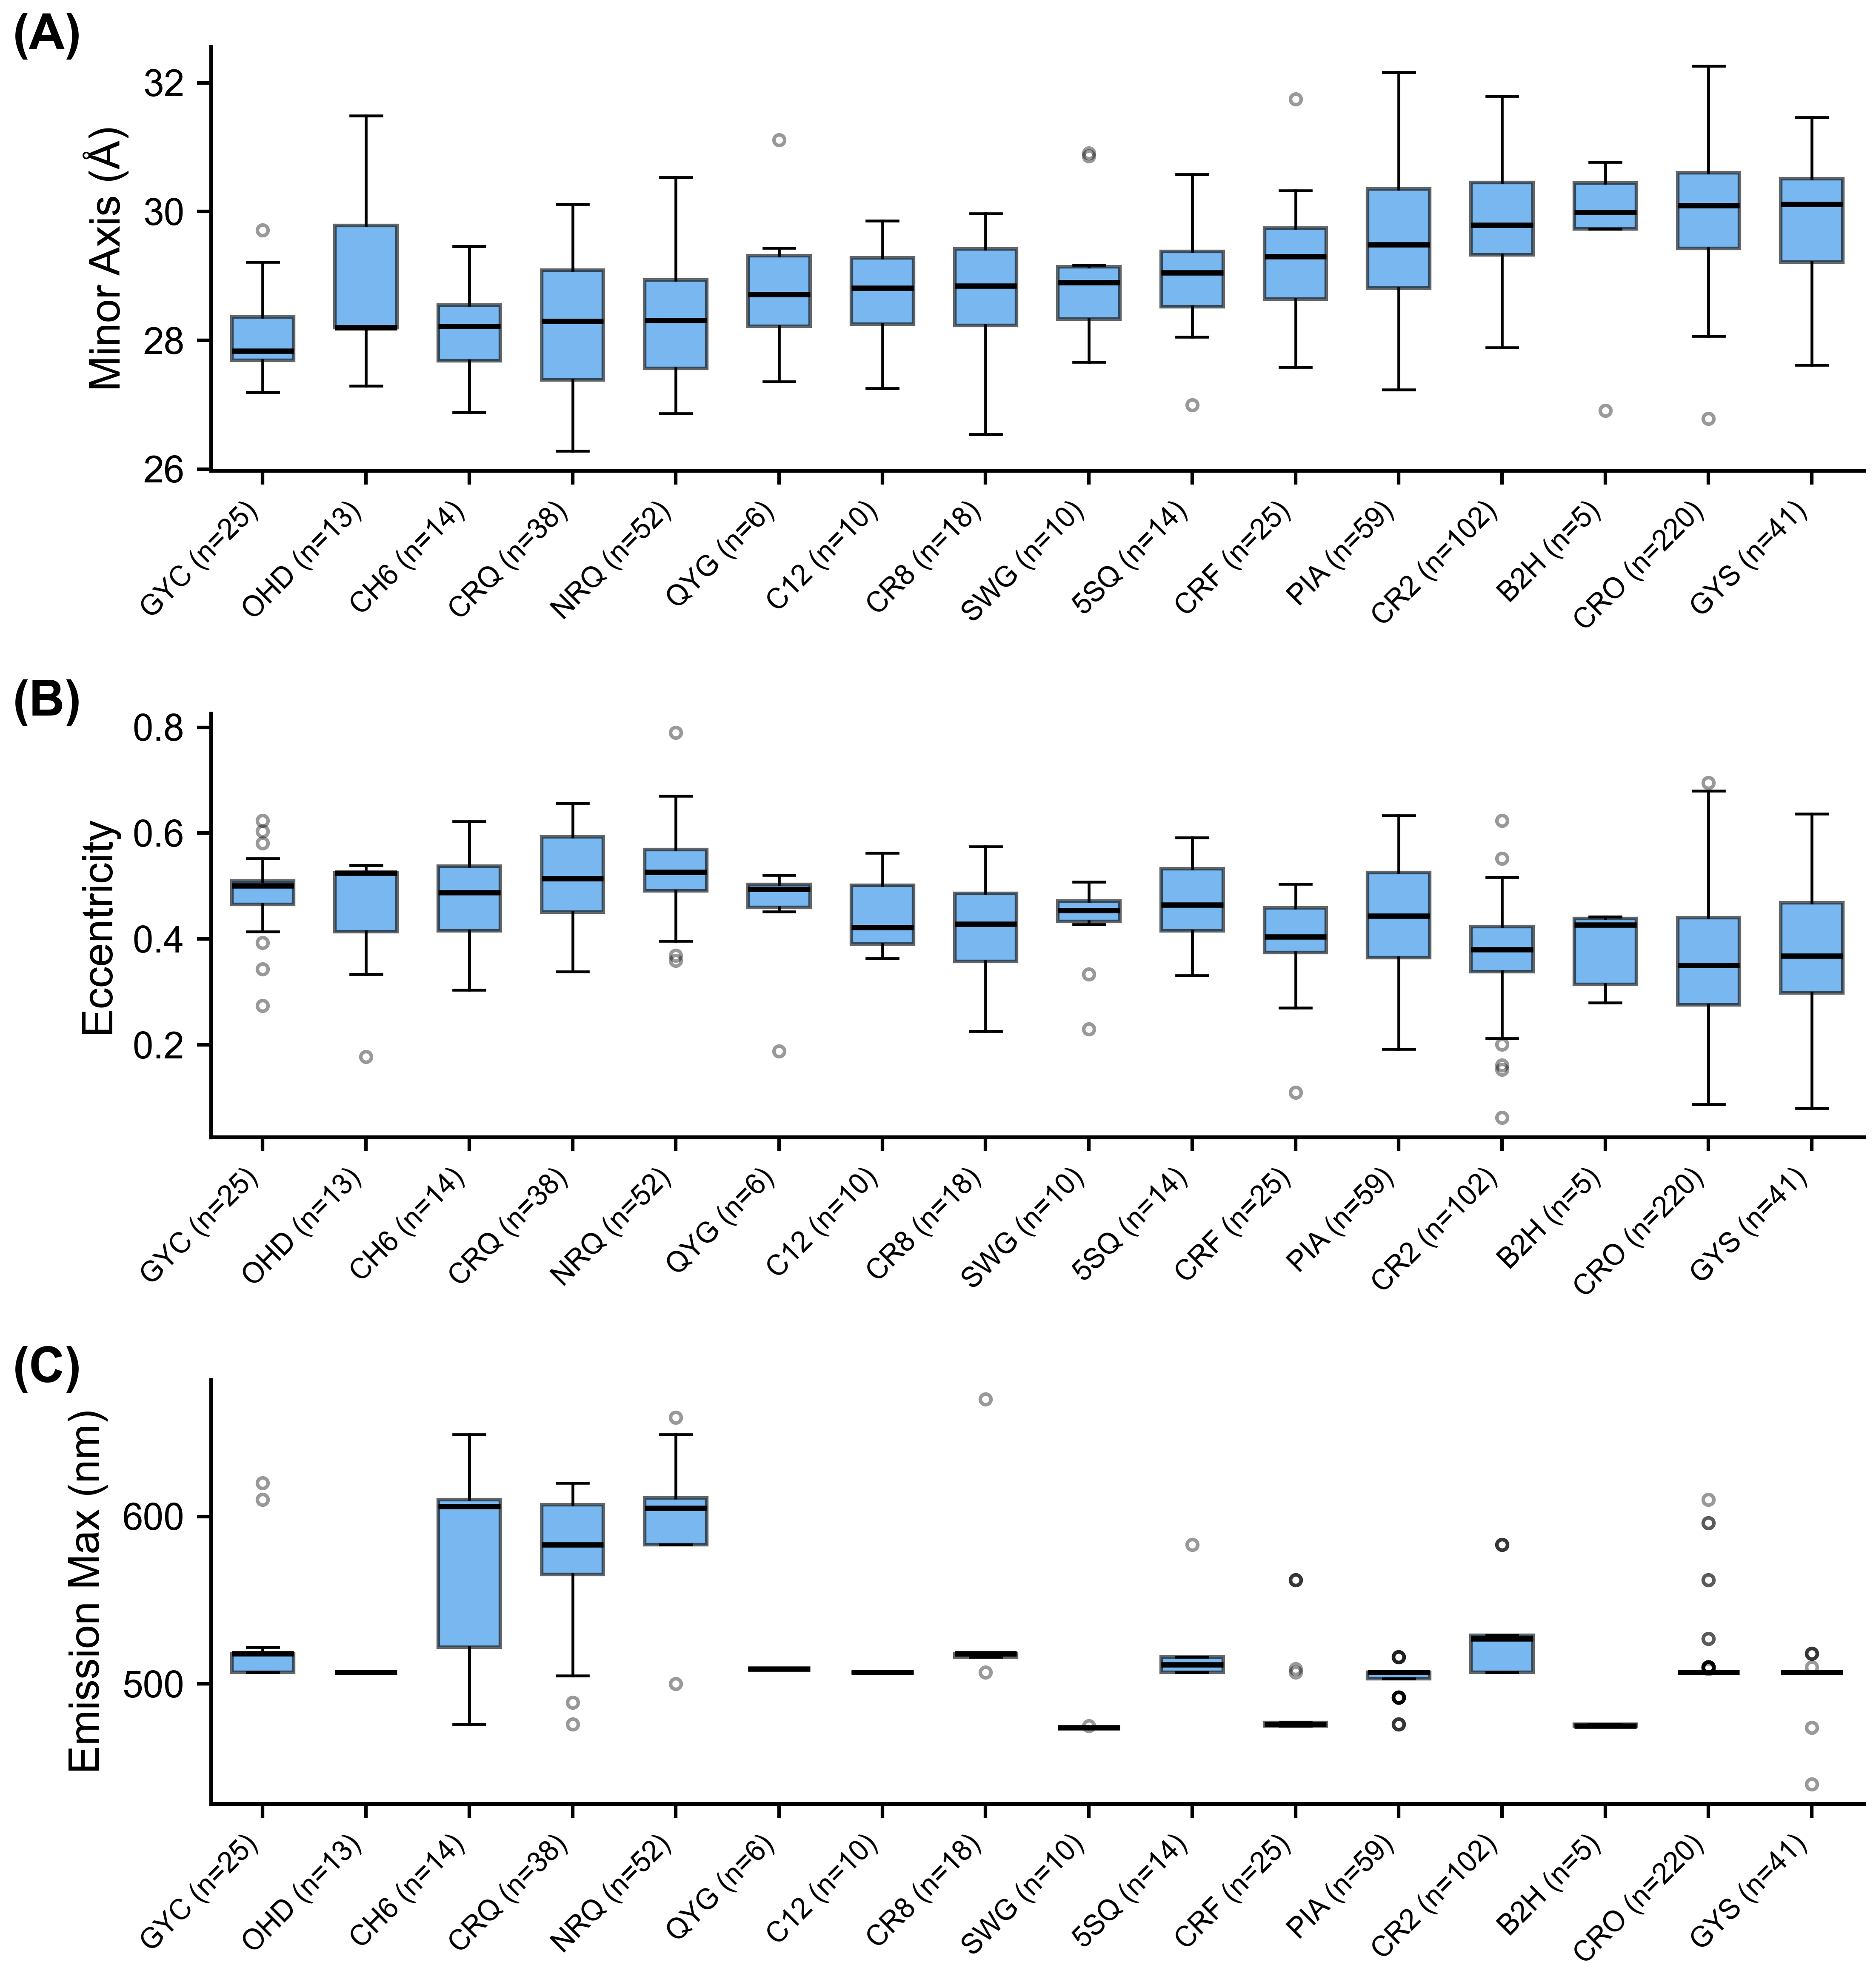 (A)
Minor Axis (Å)
32
30
28
26
GYC (n=25)
OHD (n=13)
CH6 (n=14)
CRQ (n=38)
NRQ (n=52)
QYG (n=6)
C12 (n=10)
CR8 (n=18)
SWG (n=10)
5SQ (n=14)
CRF (n=25)
PIA (n=59)
CR2 (n=102)
B2H (n=5)
CRO (n=220)
GYS (n=41)
(B)
Eccentricity
0.8
0.6
0.4
0.2
GYC (n=25)
OHD (n=13)
CH6 (n=14)
CRQ (n=38)
NRQ (n=52)
QYG (n=6)
C12 (n=10)
CR8 (n=18)
SWG (n=10)
5SQ (n=14)
CRF (n=25)
PIA (n=59)
CR2 (n=102)
B2H (n=5)
CRO (n=220)
GYS (n=41)
(C)
Emission Max (nm)
600
500
GYC (n=25)
OHD (n=13)
CH6 (n=14)
CRQ (n=38)
NRQ (n=52)
QYG (n=6)
C12 (n=10)
CR8 (n=18)
SWG (n=10)
5SQ (n=14)
CRF (n=25)
PIA (n=59)
CR2 (n=102)
B2H (n=5)
CRO (n=220)
GYS (n=41)